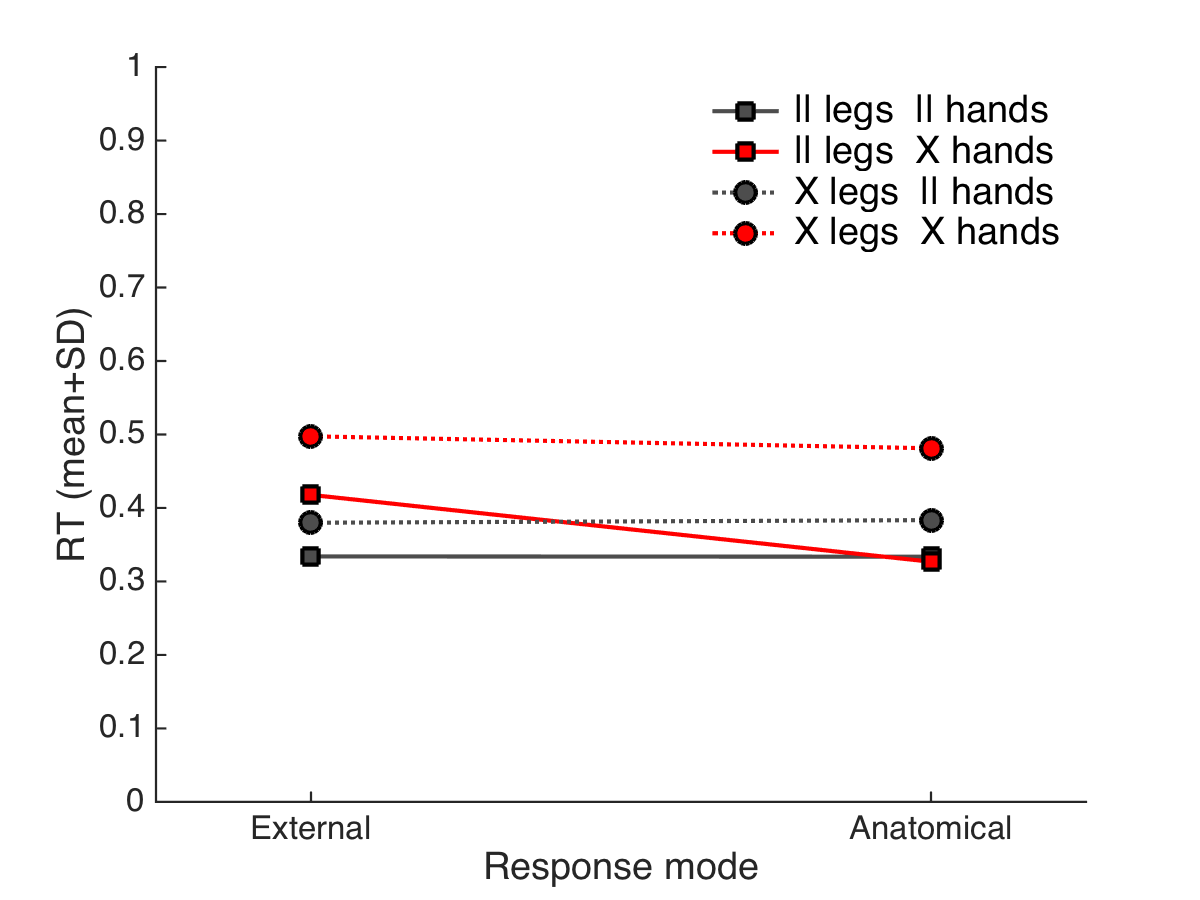 1
0.9
0.8
0.7
0.6
0.5
0.4
0.3
0.2
0.1
0
RT (mean+SD)
ll legs  ll hands
ll legs  X hands
X legs  ll hands
X legs  X hands
External
Anatomical
Response mode